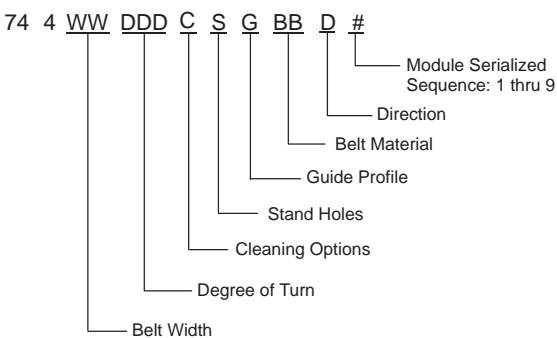 74 4 WW DDD C S G BB D #
Module Serialized
Sequence: 1 thru 9
Direction
Belt Material
Guide Profile
Stand Holes
Cleaning Options
Degree of Turn
Belt Width